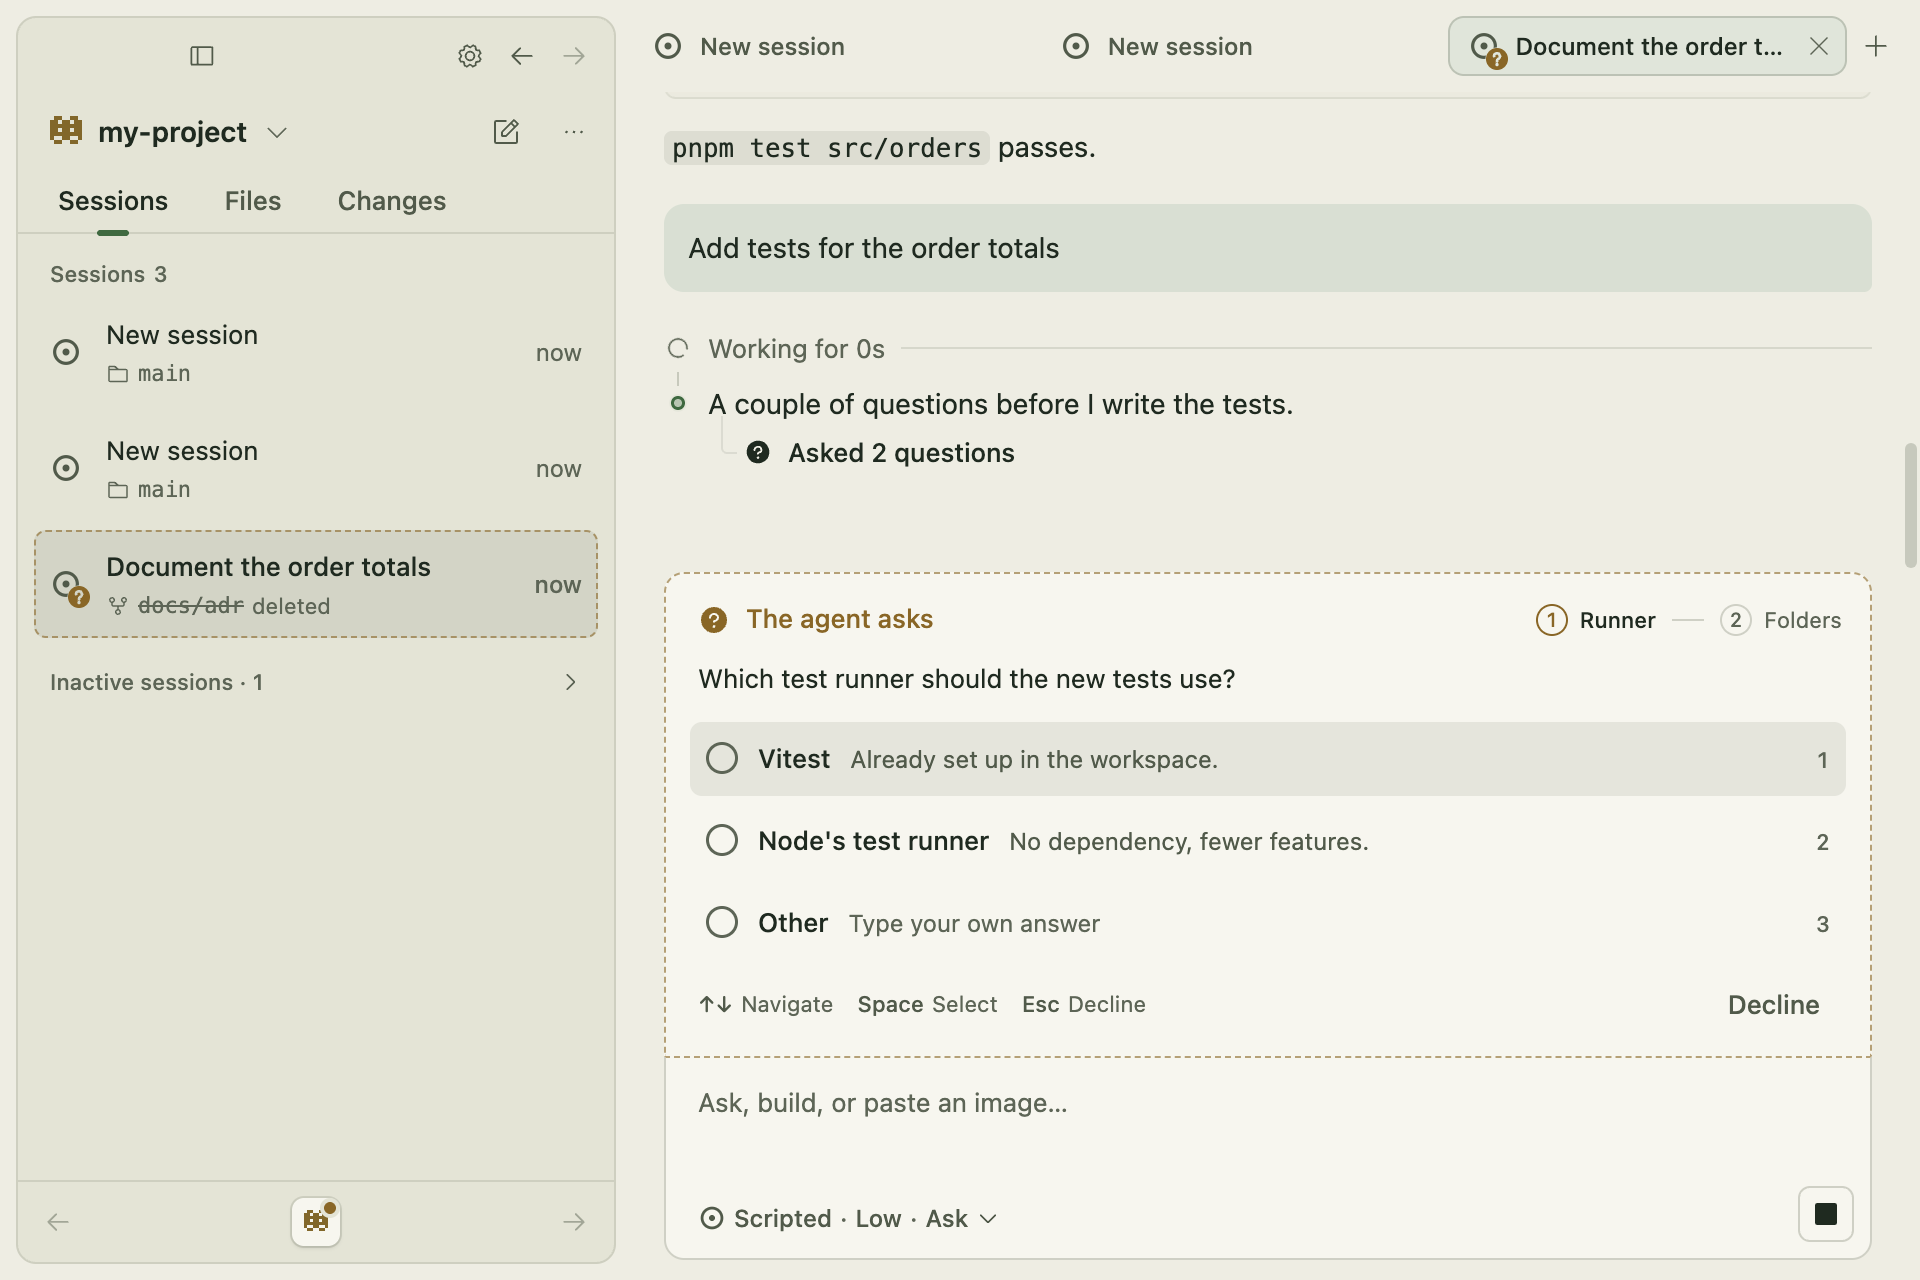 my-project
Sessions Files Changes
Sessions 3
New session
main
now
New session
main
now
Document the order totals
docs/adr deleted
now
Inactive sessions · 1
New session
New session
Document the order t...
pnpm test src/orders passes.
Add tests for the order totals
Working for 0s
A couple of questions before I write the tests.
? Asked 2 questions
? The agent asks
1 Runner 2 Folders
Which test runner should the new tests use?
Vitest Already set up in the workspace. 1
Node's test runner No dependency, fewer features. 2
Other Type your own answer 3
↑↓ Navigate Space Select Esc Decline
Decline
Ask, build, or paste an image...
Scripted · Low · Ask